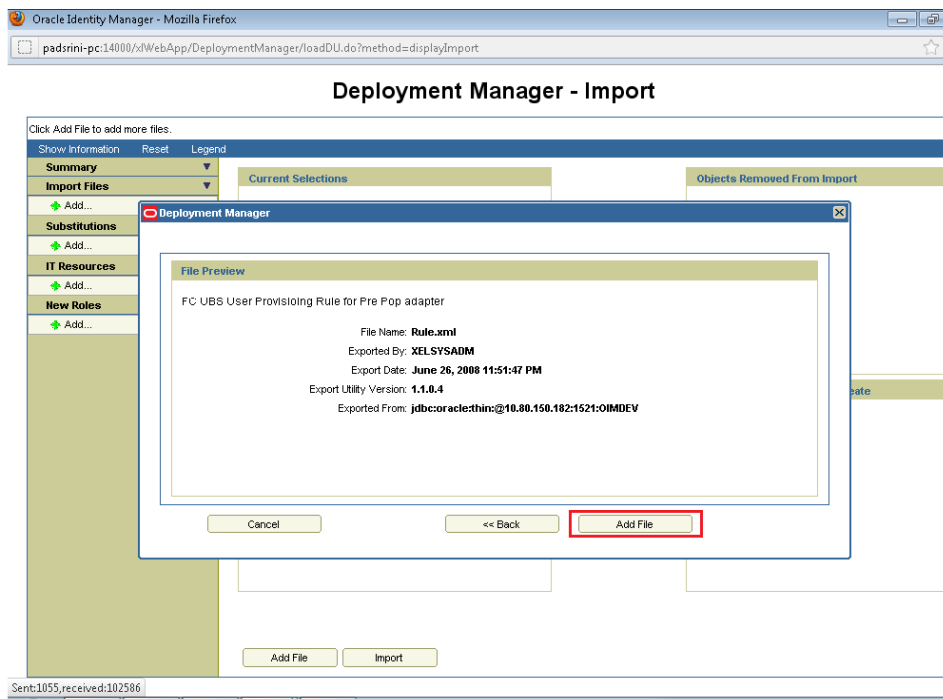 Oracle Identity Manager - Mozilla Firefox
padsrini-pc:14000/xlWebApp/DeploymentManager/loadDU.do?method=displayImport
Deployment Manager - Import
Click Add File to add more files.
Show Information Reset Legend
Summary
Import Files
Add...
Substitutions
Add...
IT Resources
Add...
New Roles
Add...
Current Selections
Objects Removed From Import
Deployment Manager
File Preview
FC UBS User Provisioing Rule for Pre Pop adapter
File Name: Rule.xml
Exported By: XELSYSADM
Export Date: June 26, 2008 11:51:47 PM
Export Utility Version: 1.1.0.4
Exported From: jdbc:oracle:thin:@10.80.150.182:1521:OIMDEV
Cancel << Back Add File
eate
Add File Import
Sent:1055,received:102586